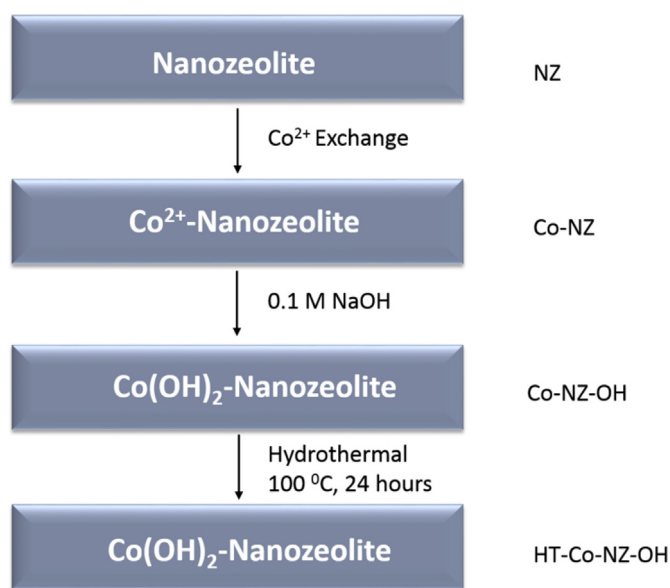 Nanozeolite
NZ
Co²⁺ Exchange
Co²⁺-Nanozeolite
Co-NZ
0.1 M NaOH
Co(OH)₂-Nanozeolite
Co-NZ-OH
Hydrothermal
100 ⁰C, 24 hours
Co(OH)₂-Nanozeolite
HT-Co-NZ-OH